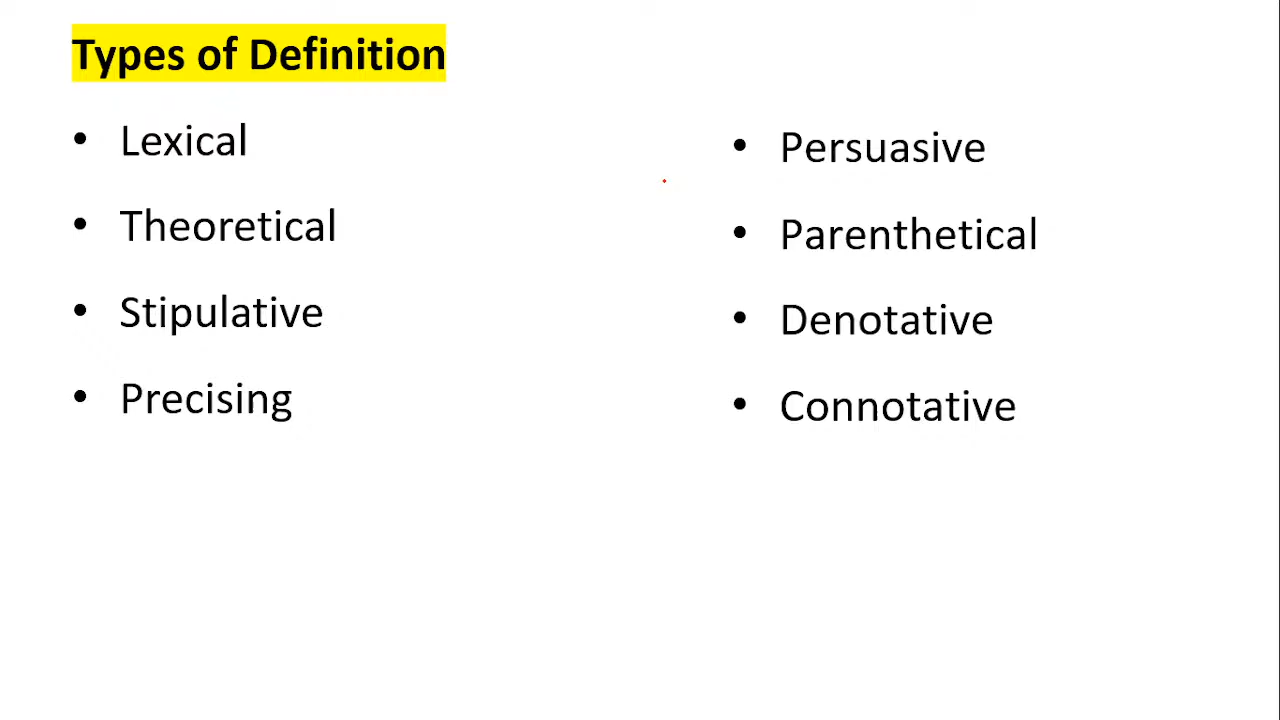 Types of Definition
• Lexical
• Theoretical
• Stipulative
• Precising
• Persuasive
• Parenthetical
• Denotative
• Connotative